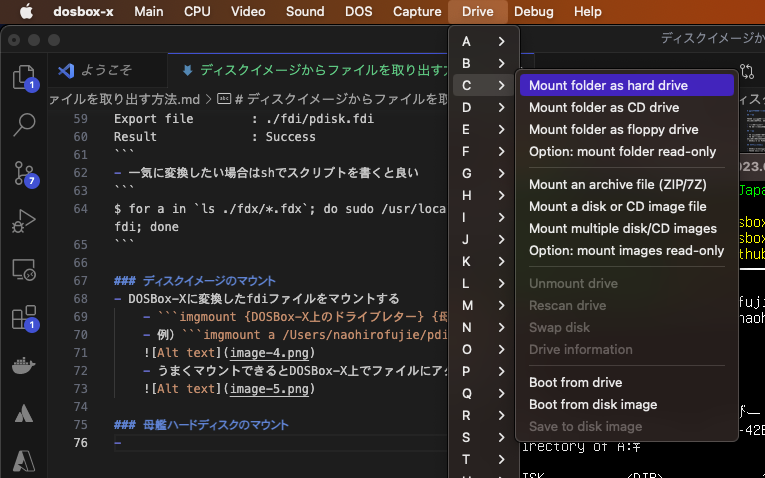 dosbox-x Main CPU Video Sound DOS Capture Drive Debug Help
ディスクイメージか
ようこそ
ディスクイメージからファイルを取り出す
ァイルを取り出す方法.md > # ディスクイメージからファイルを取
59 Export file : ./fdi/pdisk.fdi
60 Result : Success
61 ```
62 - 一気に変換したい場合はshでスクリプトを書くと良い
63 ```
64 $ for a in `ls ./fdx/*.fdx`; do sudo /usr/loca
fdi; done
65 ```
66
67 ### ディスクイメージのマウント
68 - DOSBox-Xに変換したfdiファイルをマウントする
69 - ```imgmount {DOSBox-X上のドライブレター} {母
70 - 例) ```imgmount a /Users/naohirofujie/pdi
71 ![Alt text](image-4.png)
72 - うまくマウントできるとDOSBox-X上でファイルにア
73 ![Alt text](image-5.png)
74
75 ### 母艦ハードディスクのマウント
76 -
1
7
1
A
B
C
D
E
F
G
H
I
J
K
L
M
N
O
P
Q
R
S
T
Mount folder as hard drive
Mount folder as CD drive
Mount folder as floppy drive
Option: mount folder read-only
Mount an archive file (ZIP/7Z)
Mount a disk or CD image file
Mount multiple disk/CD images
Option: mount images read-only
Unmount drive
Rescan drive
Swap disk
Drive information
Boot from drive
Boot from disk image
Save to disk image
023.0
Japa
sbox
sbox
thub
fuji
naoh
-42E
irectory of A:¥
<DIR>